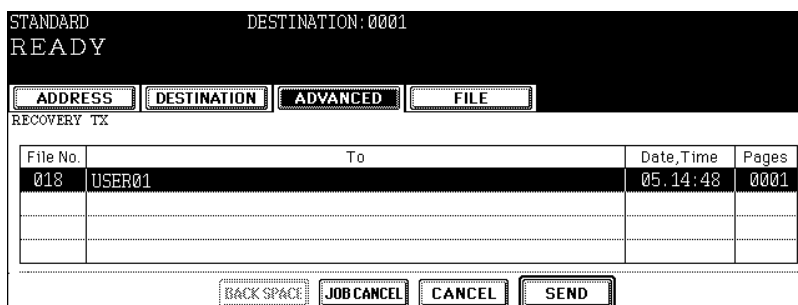 STANDARD DESTINATION:0001
READY
ADDRESS DESTINATION ADVANCED FILE
RECOVERY TX
File No. To Date,Time Pages
018 USER01 05.14:48 0001
BACK SPACE JOB CANCEL CANCEL SEND